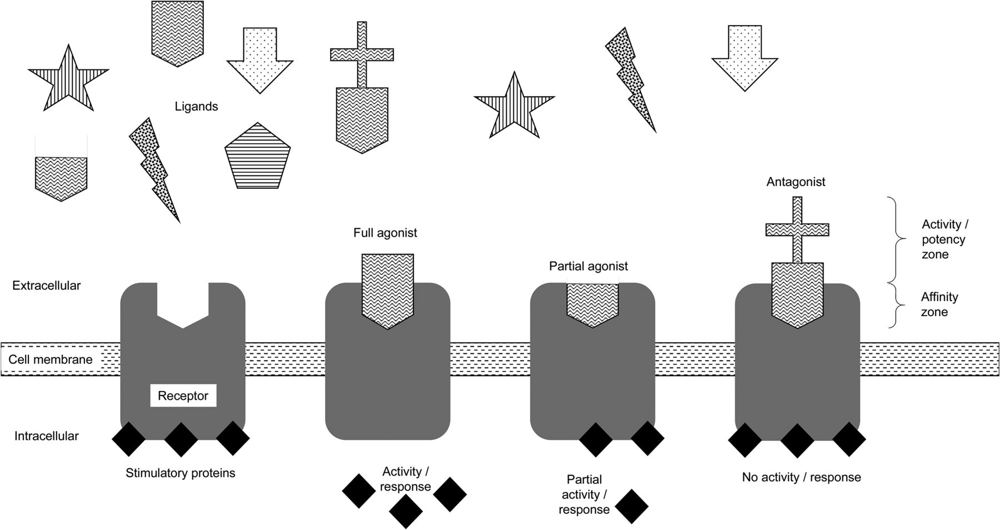 Ligands
Antagonist
Activity /
potency
zone
Full agonist
Partial agonist
Extracellular
Affinity
zone
Cell membrane
Receptor
Intracellular
Stimulatory proteins
Activity /
response
Partial
activity /
response
No activity / response